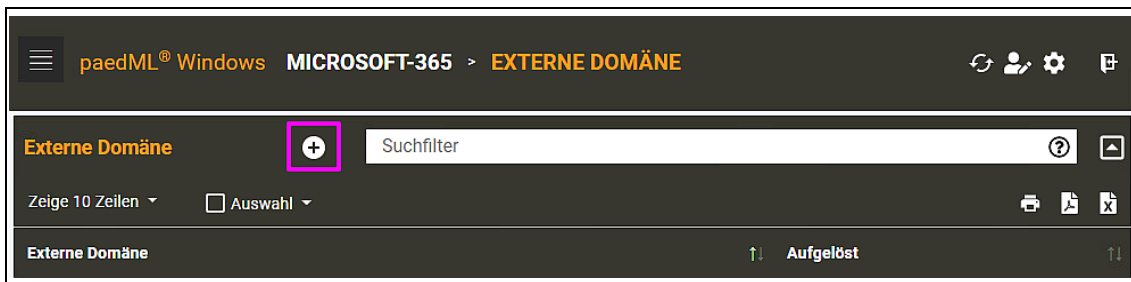 paedML® Windows MICROSOFT-365 > EXTERNE DOMÄNE
Externe Domäne Suchfilter
Zeige 10 Zeilen Auswahl
Externe Domäne Aufgelöst